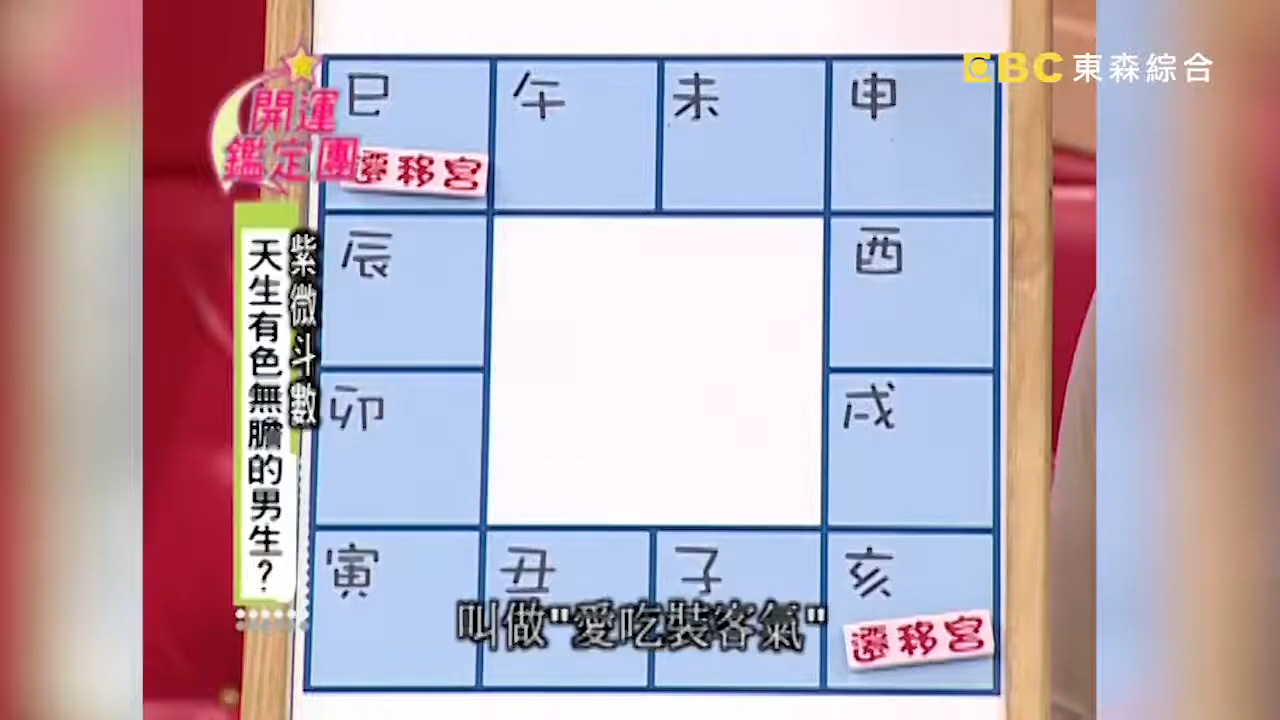 EBC 東森綜合
開運
鑑定團
紫微斗數
天生有色無膽的男生？
巳 午 未 申
遷移宮
辰 酉
卯 戌
寅 丑 子 亥
遷移宮
叫做"愛吃裝客氣"